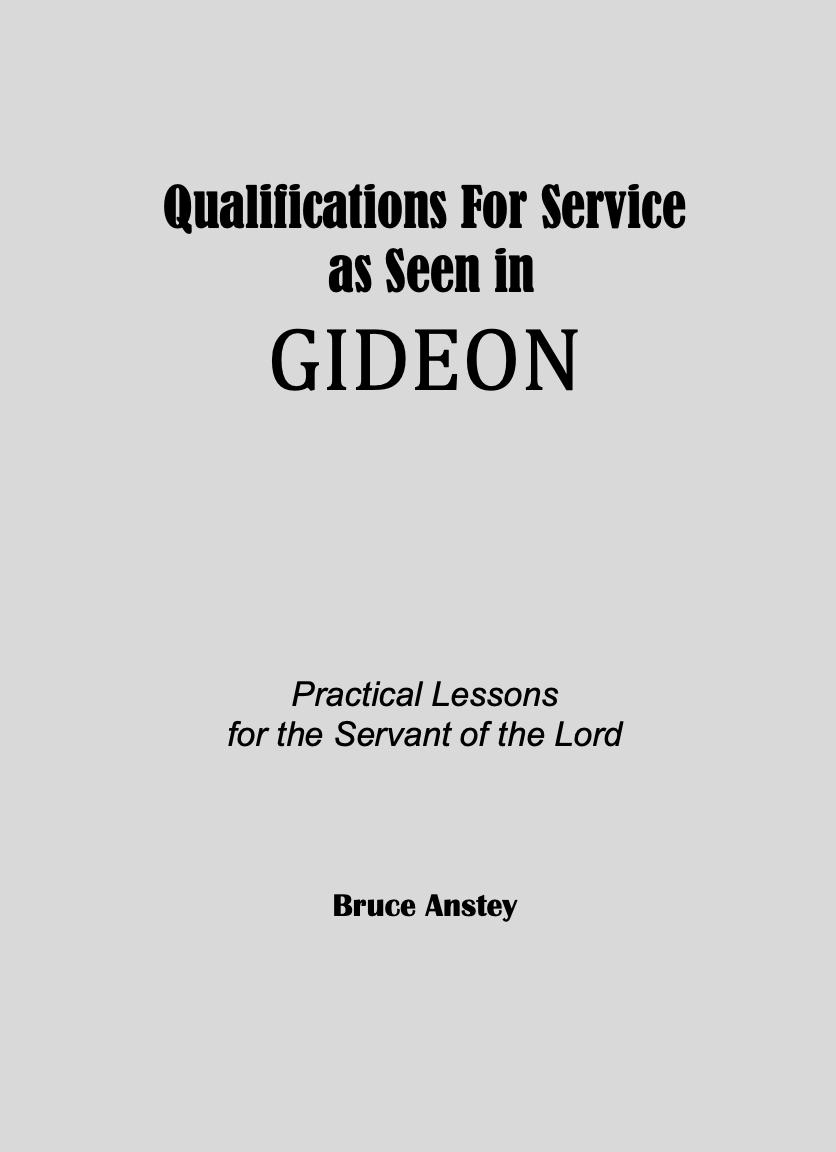 Qualifications For Service
as Seen in
GIDEON
Practical Lessons
for the Servant of the Lord
Bruce Anstey